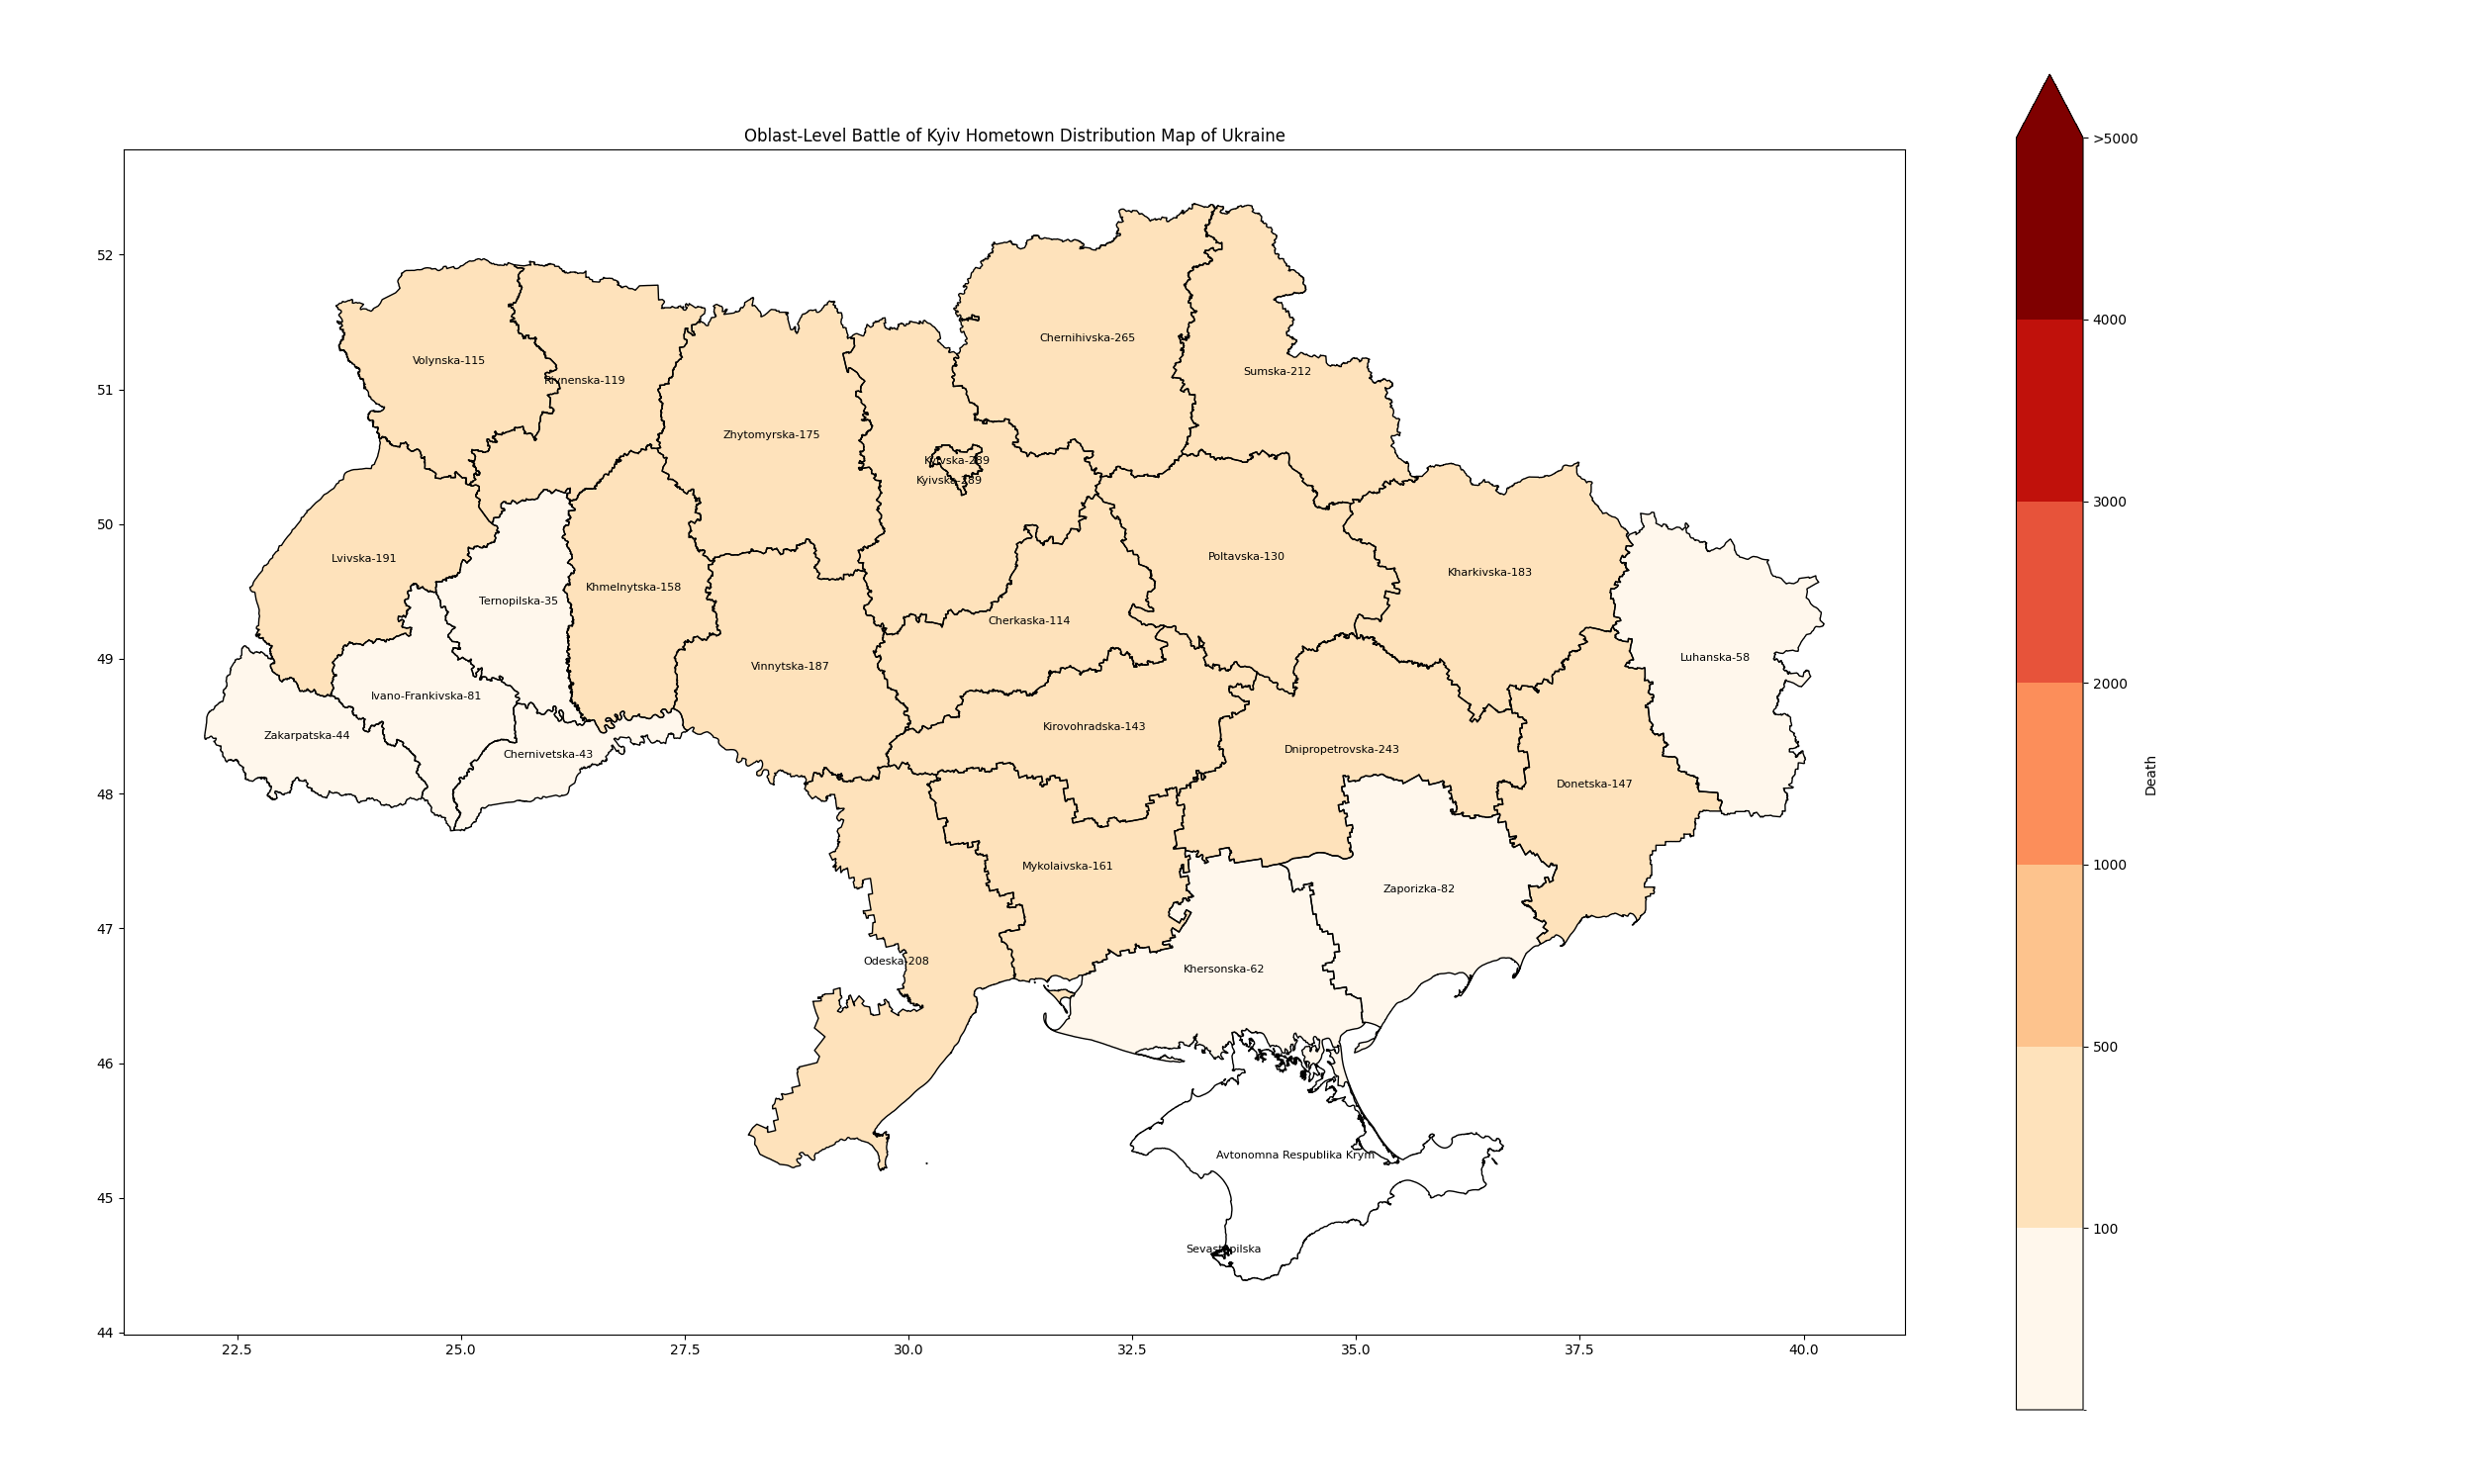 Oblast-Level Battle of Kyiv Hometown Distribution Map of Ukraine
>5000
4000
3000
2000
1000
500
100
Death
52
51
50
49
48
47
46
45
44
22.5
25.0
27.5
30.0
32.5
35.0
37.5
40.0
Chernihivska-265
Volynska-115
Sumska-212
Rivnenska-119
Zhytomyrska-175
Kyivska-289
Kyivska-289
Lvivska-191
Poltavska-130
Kharkivska-183
Khmelnytska-158
Ternopilska-35
Cherkaska-114
Luhanska-58
Vinnytska-187
Ivano-Frankivska-81
Kirovohradska-143
Zakarpatska-44
Dnipropetrovska-243
Chernivetska-43
Donetska-147
Mykolaivska-161
Zaporizka-82
Odeska-208
Khersonska-62
Avtonomna Respublika Krym
Sevastopilska